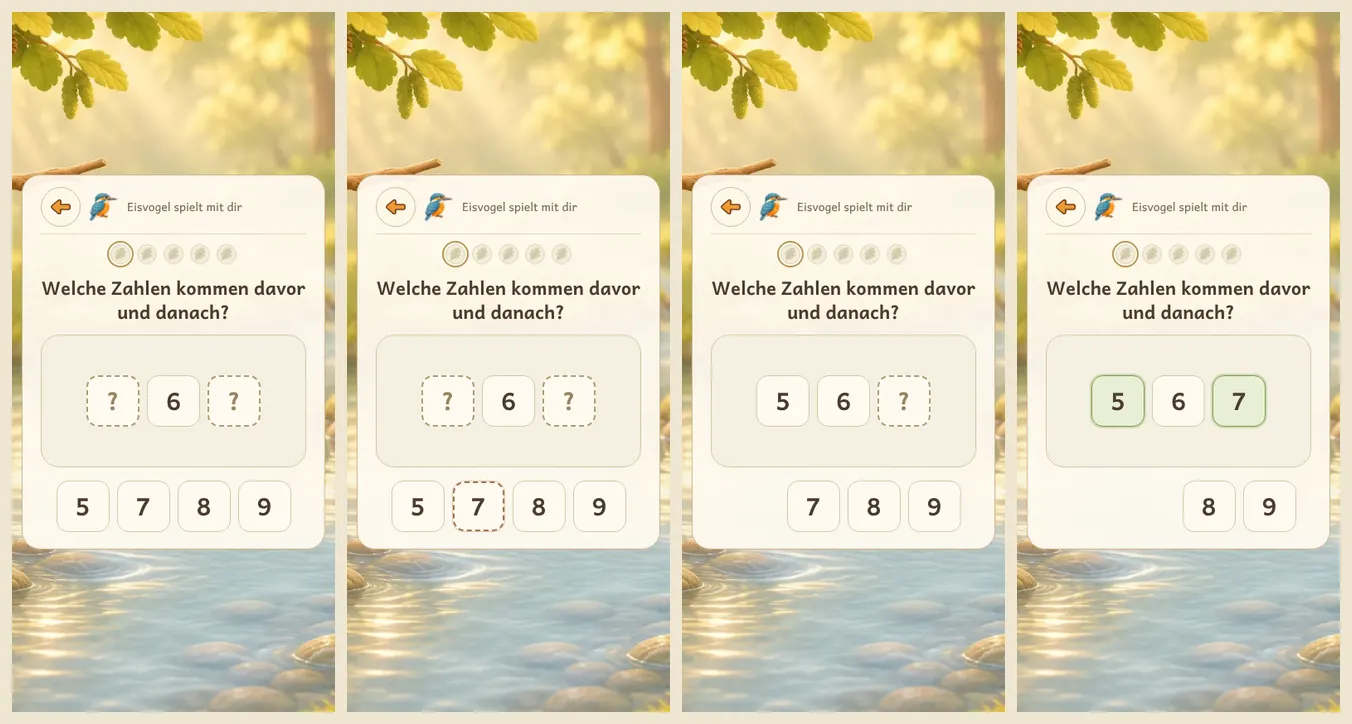 Eisvogel spielt mit dir
Welche Zahlen kommen davor
und danach?
? 6 ?
5 7 8 9
Eisvogel spielt mit dir
Welche Zahlen kommen davor
und danach?
? 6 ?
5 7 8 9
Eisvogel spielt mit dir
Welche Zahlen kommen davor
und danach?
5 6 ?
7 8 9
Eisvogel spielt mit dir
Welche Zahlen kommen davor
und danach?
5 6 7
8 9